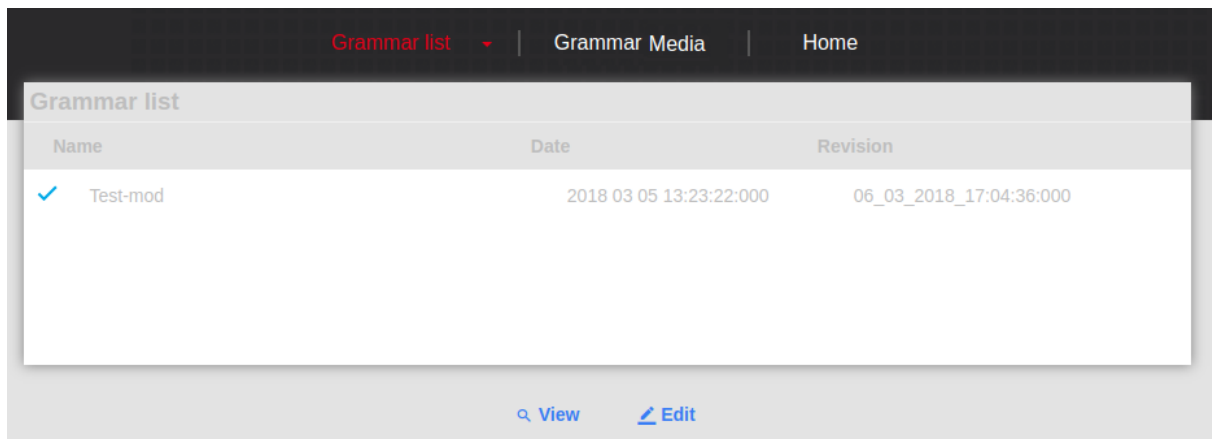 Grammar list | Grammar Media | Home
Grammar list
Name Date Revision
Test-mod 2018 03 05 13:23:22:000 06_03_2018_17:04:36:000
View Edit